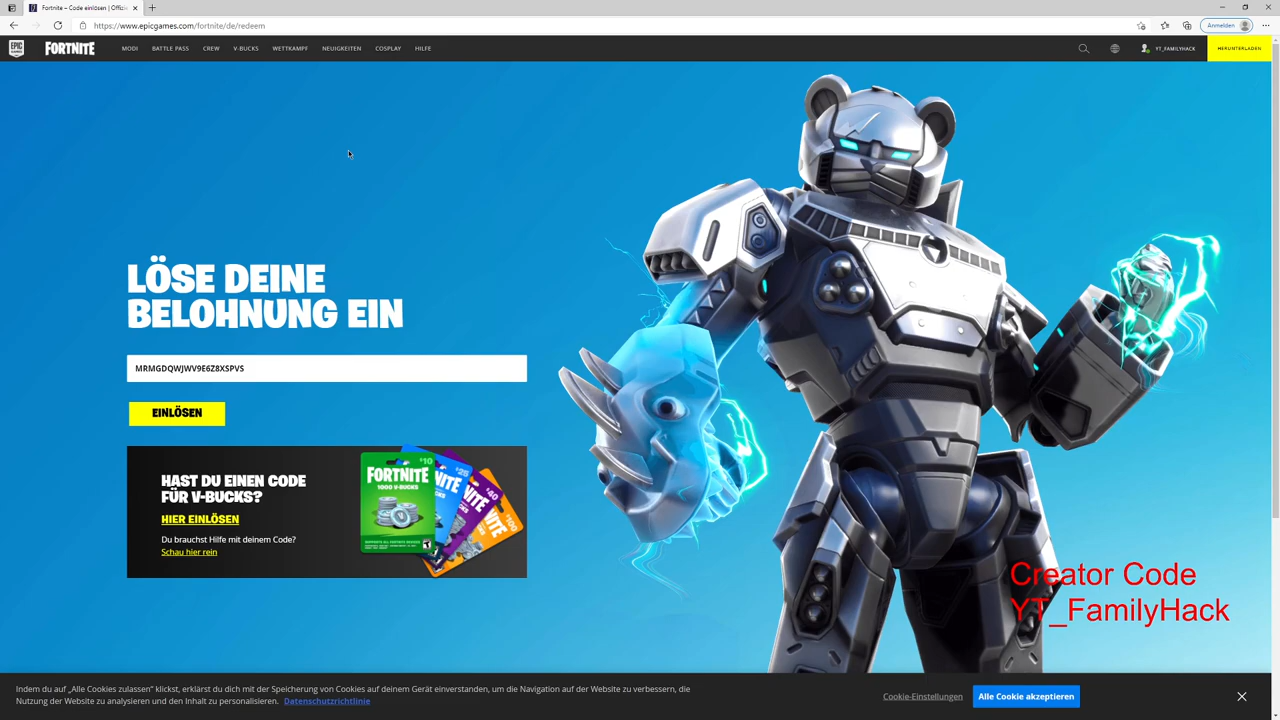 Fortnite – Code einlösen | Offizie
https://www.epicgames.com/fortnite/de/redeem
Anmelden
EPIC GAMES
FORTNITE
MODI BATTLE PASS CREW V-BUCKS WETTKAMPF NEUIGKEITEN COSPLAY HILFE
YT_FAMILYHACK
HERUNTERLADEN
LÖSE DEINE
BELOHNUNG EIN
MRMGDQWJWV9E6Z8XSPVS
EINLÖSEN
HAST DU EINEN CODE
FÜR V-BUCKS?
HIER EINLÖSEN
Du brauchst Hilfe mit deinem Code?
Schau hier rein
$10
FORTNITE
1000 V-BUCKS
Creator Code
YT_FamilyHack
Indem du auf „Alle Cookies zulassen“ klickst, erklärst du dich mit der Speicherung von Cookies auf deinem Gerät einverstanden, um die Navigation auf der Website zu verbessern, die
Nutzung der Website zu analysieren und den Inhalt zu personalisieren. Datenschutzrichtlinie
Cookie-Einstellungen
Alle Cookie akzeptieren